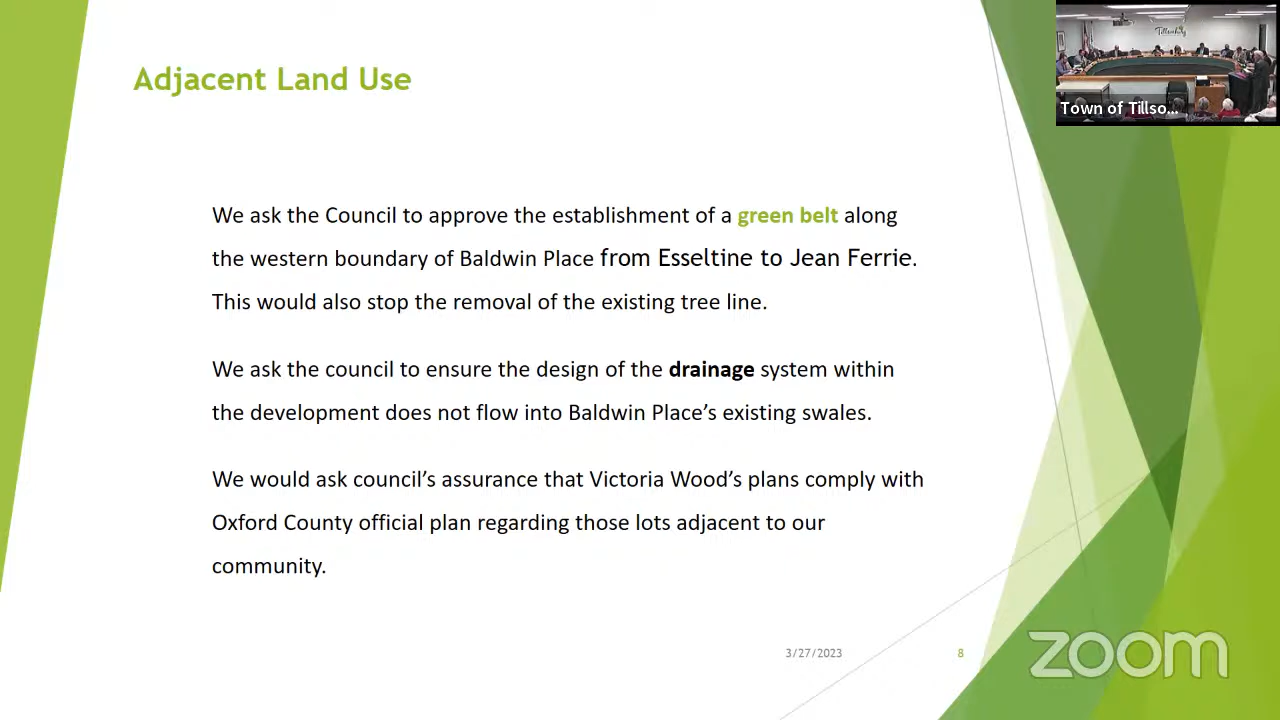 Adjacent Land Use
Tillsonburg
Town of Tillso...
We ask the Council to approve the establishment of a green belt along
the western boundary of Baldwin Place from Esseltine to Jean Ferrie.
This would also stop the removal of the existing tree line.
We ask the council to ensure the design of the drainage system within
the development does not flow into Baldwin Place’s existing swales.
We would ask council’s assurance that Victoria Wood’s plans comply with
Oxford County official plan regarding those lots adjacent to our
community.
3/27/2023
8
zoom